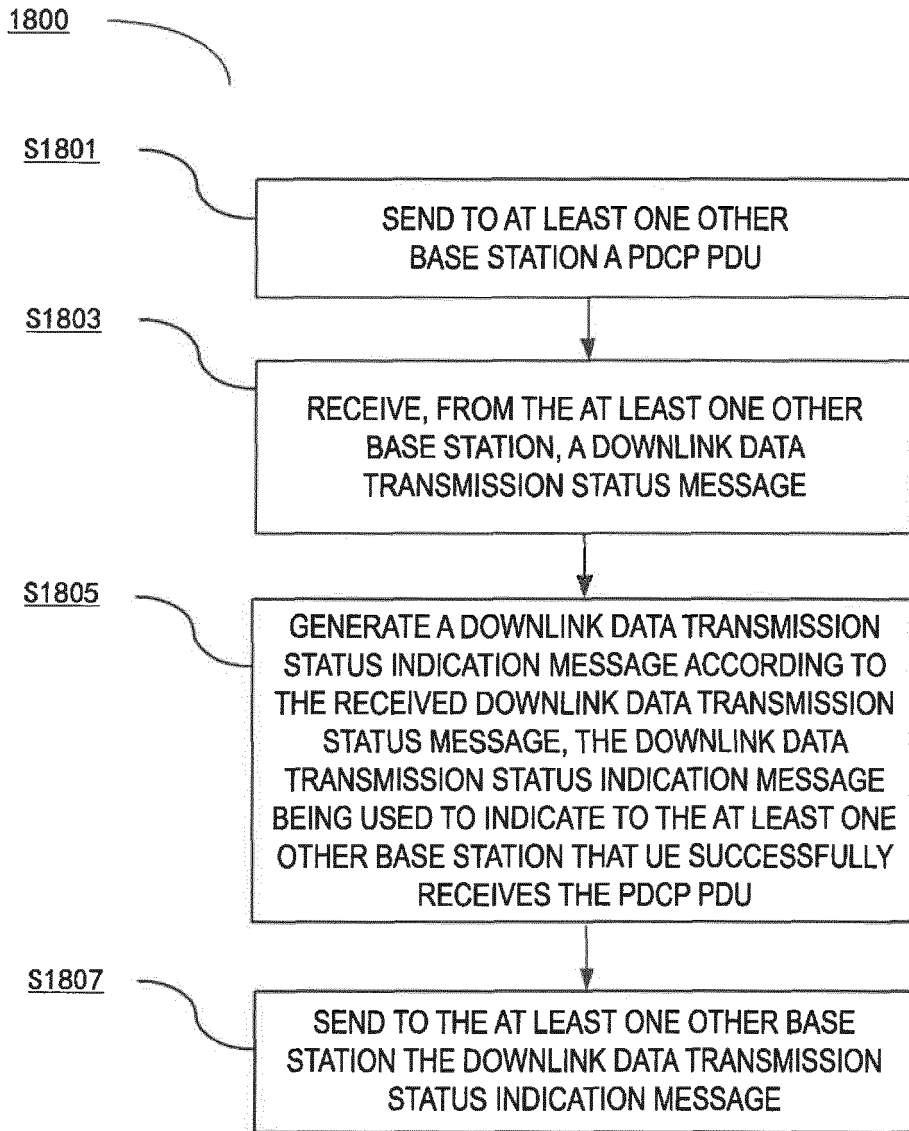 1800
S1801
SEND TO AT LEAST ONE OTHER
BASE STATION A PDCP PDU
S1803
RECEIVE, FROM THE AT LEAST ONE OTHER
BASE STATION, A DOWNLINK DATA
TRANSMISSION STATUS MESSAGE
S1805
GENERATE A DOWNLINK DATA TRANSMISSION
STATUS INDICATION MESSAGE ACCORDING TO
THE RECEIVED DOWNLINK DATA TRANSMISSION
STATUS MESSAGE, THE DOWNLINK DATA
TRANSMISSION STATUS INDICATION MESSAGE
BEING USED TO INDICATE TO THE AT LEAST ONE
OTHER BASE STATION THAT UE SUCCESSFULLY
RECEIVES THE PDCP PDU
S1807
SEND TO THE AT LEAST ONE OTHER BASE
STATION THE DOWNLINK DATA TRANSMISSION
STATUS INDICATION MESSAGE